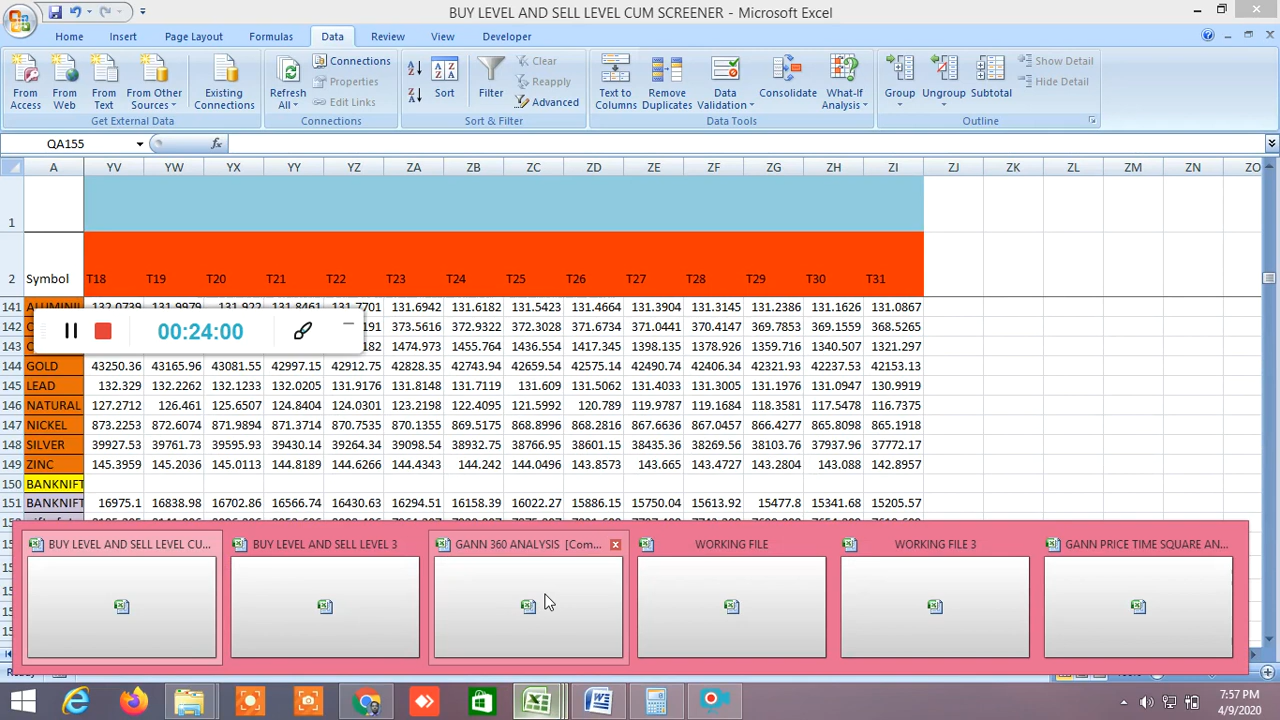 BUY LEVEL AND SELL LEVEL CUM SCREENER - Microsoft Excel
Home Insert Page Layout Formulas Data Review View Developer
From Access From Web From Text From Other Sources Existing Connections Refresh All Connections Properties Edit Links Sort Filter Clear Reapply Advanced Text to Columns Remove Duplicates Data Validation Consolidate What-If Analysis Group Ungroup Subtotal Show Detail Hide Detail
Get External Data Connections Sort & Filter Data Tools Outline
QA155 fx
A YV YW YX YY YZ ZA ZB ZC ZD ZE ZF ZG ZH ZI ZJ ZK ZL ZM ZN ZO
1
2 Symbol T18 T19 T20 T21 T22 T23 T24 T25 T26 T27 T28 T29 T30 T31
141 132.0739 131.9979 131.922 131.8461 131.7701 131.6942 131.6182 131.5423 131.4664 131.3904 131.3145 131.2386 131.1626 131.0867
142 373.5616 372.9322 372.3028 371.6734 371.0441 370.4147 369.7853 369.1559 368.5265
143 1474.973 1455.764 1436.554 1417.345 1398.135 1378.926 1359.716 1340.507 1321.297
00:24:00
144 GOLD 43250.36 43165.96 43081.55 42997.15 42912.75 42828.35 42743.94 42659.54 42575.14 42490.74 42406.34 42321.93 42237.53 42153.13
145 LEAD 132.329 132.2262 132.1233 132.0205 131.9176 131.8148 131.7119 131.609 131.5062 131.4033 131.3005 131.1976 131.0947 130.9919
146 NATURAL 127.2712 126.461 125.6507 124.8404 124.0301 123.2198 122.4095 121.5992 120.789 119.9787 119.1684 118.3581 117.5478 116.7375
147 NICKEL 873.2253 872.6074 871.9894 871.3714 870.7535 870.1355 869.5175 868.8996 868.2816 867.6636 867.0457 866.4277 865.8098 865.1918
148 SILVER 39927.53 39761.73 39595.93 39430.14 39264.34 39098.54 38932.75 38766.95 38601.15 38435.36 38269.56 38103.76 37937.96 37772.17
149 ZINC 145.3959 145.2036 145.0113 144.8189 144.6266 144.4343 144.242 144.0496 143.8573 143.665 143.4727 143.2804 143.088 142.8957
150 BANKNIFT
151 BANKNIFT 16975.1 16838.98 16702.86 16566.74 16430.63 16294.51 16158.39 16022.27 15886.15 15750.04 15613.92 15477.8 15341.68 15205.57
BUY LEVEL AND SELL LEVEL CU... BUY LEVEL AND SELL LEVEL 3 GANN 360 ANALYSIS [Com... WORKING FILE WORKING FILE 3 GANN PRICE TIME SQUARE AN...
7:57 PM
4/9/2020